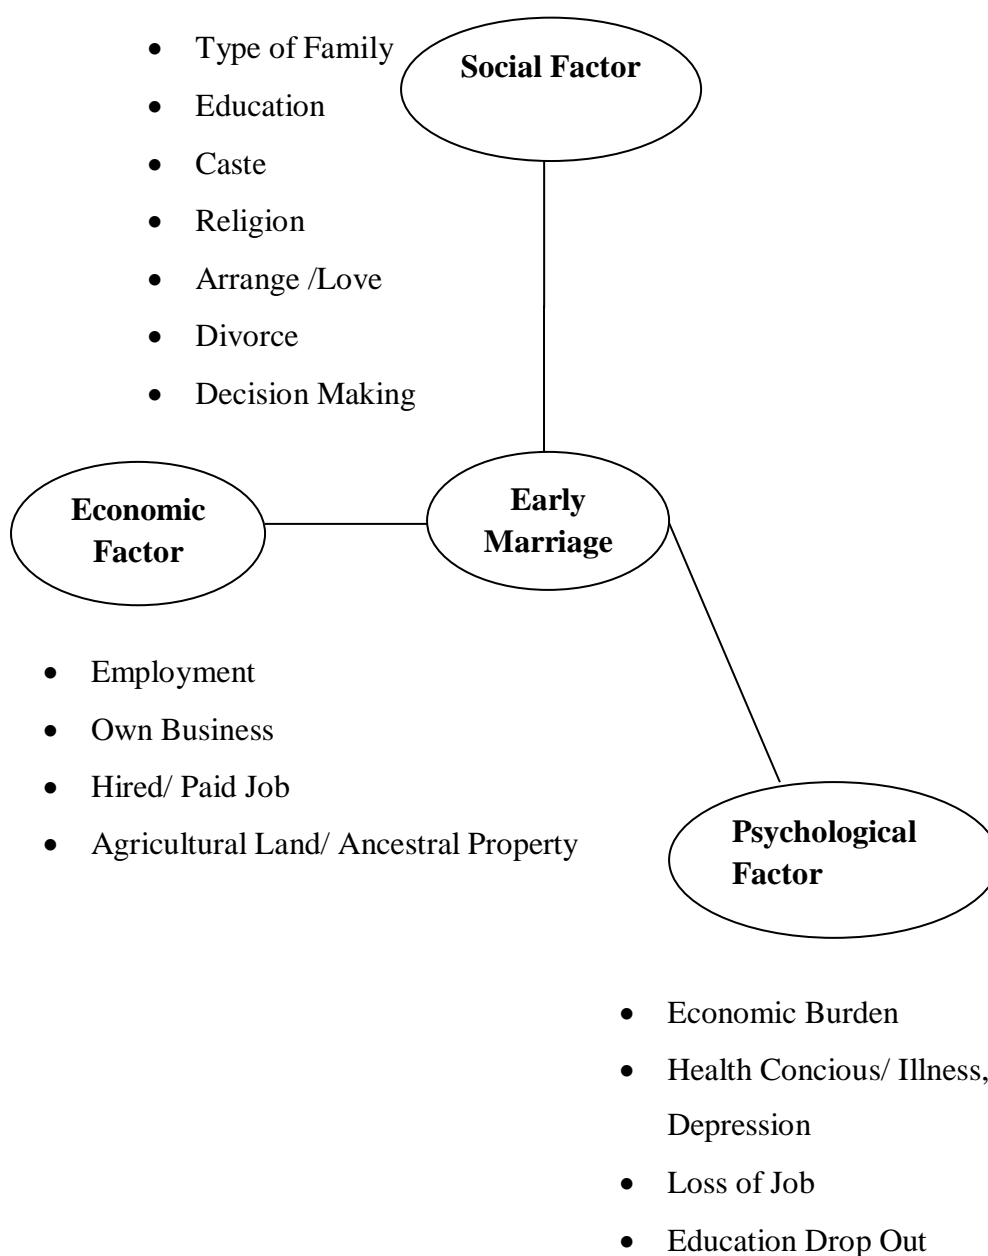 Social Factor
• Type of Family
• Education
• Caste
• Religion
• Arrange /Love
• Divorce
• Decision Making
Economic
Factor
Early
Marriage
• Employment
• Own Business
• Hired/ Paid Job
• Agricultural Land/ Ancestral Property
Psychological
Factor
• Economic Burden
• Health Concious/ Illness,
Depression
• Loss of Job
• Education Drop Out